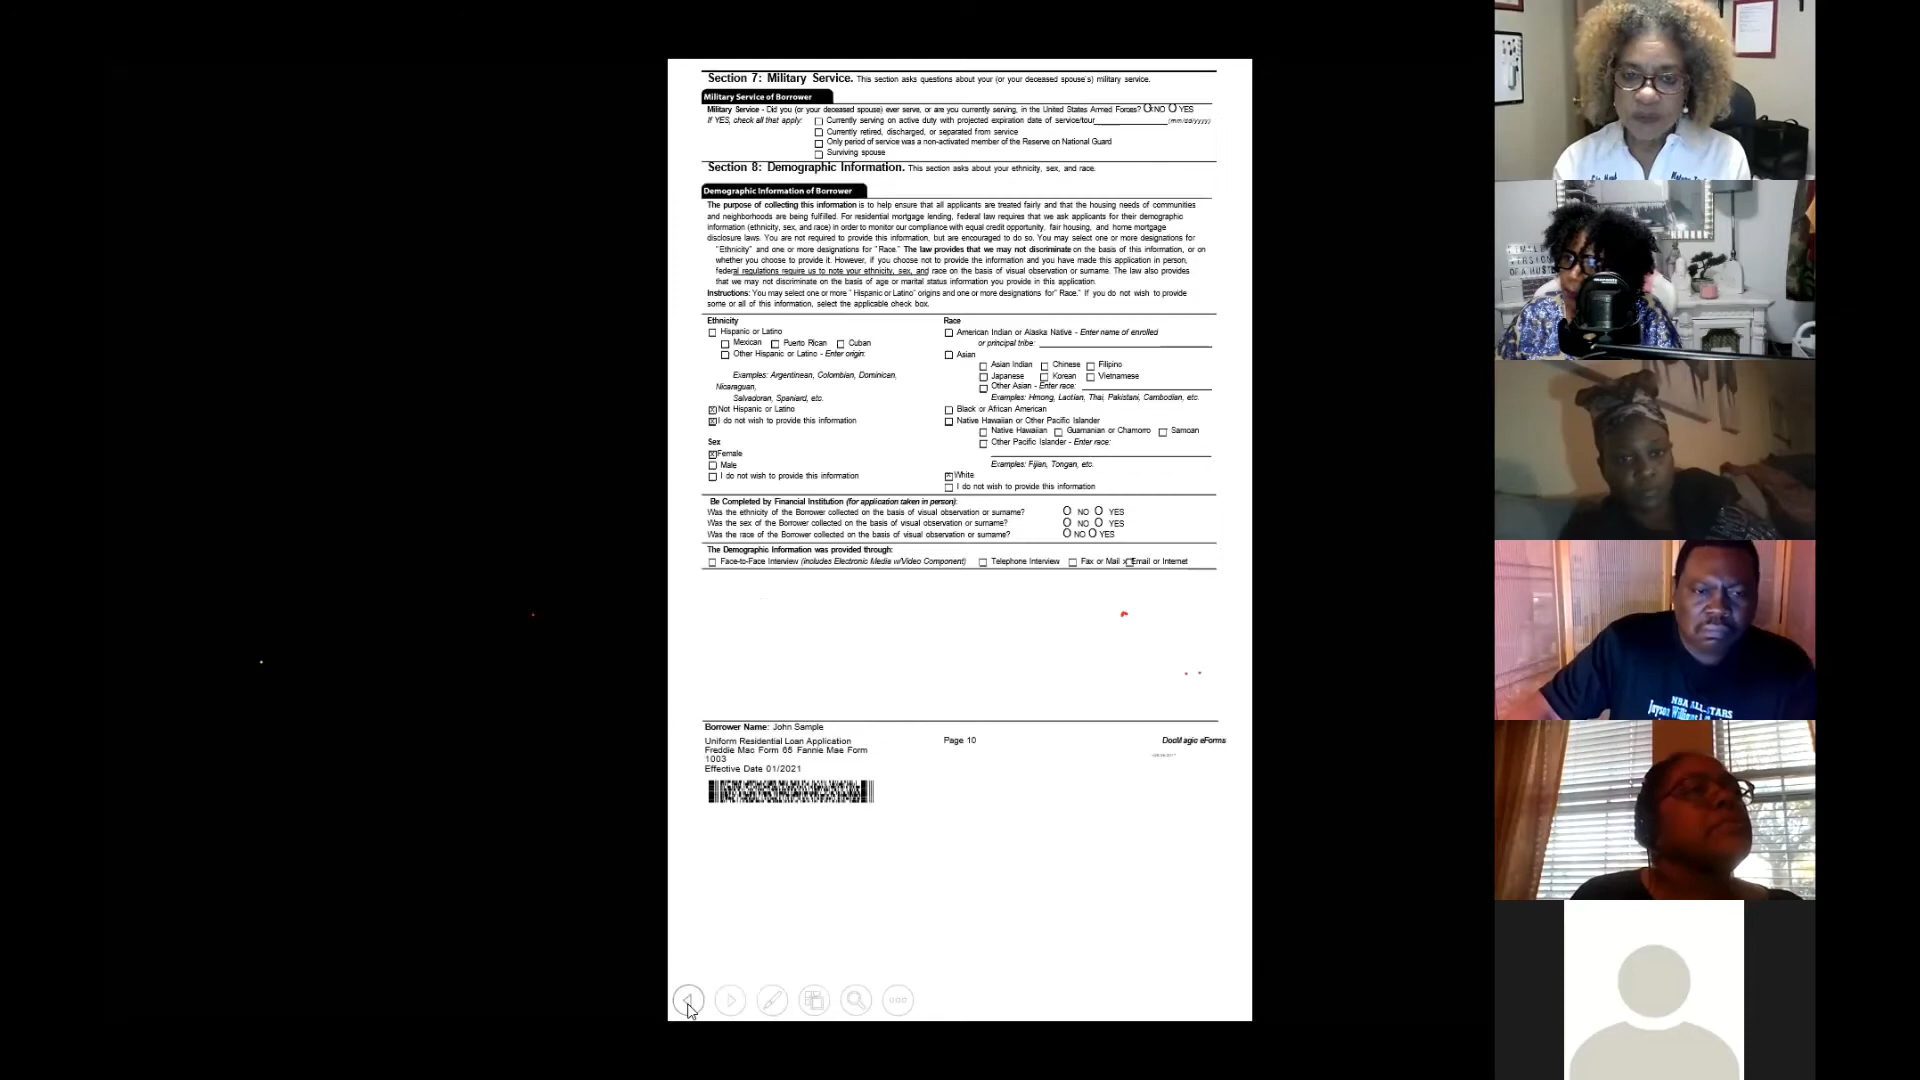 Section 7: Military Service. This section asks questions about your (or your deceased spouse's) military service.
Military Service of Borrower
Military Service - Did you (or your deceased spouse) ever serve, or are you currently serving, in the United States Armed Forces? NO YES
If YES, check all that apply: Currently serving on active duty with projected expiration date of service/tour (mm/dd/yyyy)
Currently retired, discharged, or separated from service
Only period of service was a non-activated member of the Reserve on National Guard
Surviving spouse
Section 8: Demographic Information. This section asks about your ethnicity, sex, and race.
Demographic Information of Borrower
The purpose of collecting this information is to help ensure that all applicants are treated fairly and that the housing needs of communities
and neighborhoods are being fulfilled. For residential mortgage lending, federal law requires that we ask applicants for their demographic
information (ethnicity, sex, and race) in order to monitor our compliance with equal credit opportunity, fair housing, and home mortgage
disclosure laws. You are not required to provide this information, but are encouraged to do so. You may select one or more designations for
"Ethnicity" and one or more designations for "Race." The law provides that we may not discriminate on the basis of this information, or on
whether you choose to provide it. However, if you choose not to provide the information and you have made this application in person,
federal regulations require us to note your ethnicity, sex, and race on the basis of visual observation or surname. The law also provides
that we may not discriminate on the basis of age or marital status information you provide in this application.
Instructions: You may select one or more " Hispanic or Latino" origins and one or more designations for" Race." If you do not wish to provide
some or all of this information, select the applicable check box.
Ethnicity
Hispanic or Latino
Mexican Puerto Rican Cuban
Other Hispanic or Latino - Enter origin:
Examples: Argentinean, Colombian, Dominican,
Nicaraguan,
Salvadoran, Spaniard, etc.
Not Hispanic or Latino
I do not wish to provide this information
Sex
Female
Male
I do not wish to provide this information
Race
American Indian or Alaska Native - Enter name of enrolled
or principal tribe:
Asian
Asian Indian Chinese Filipino
Japanese Korean Vietnamese
Other Asian - Enter race:
Examples: Hmong, Laotian, Thai, Pakistani, Cambodian, etc.
Black or African American
Native Hawaiian or Other Pacific Islander
Native Hawaiian Guamanian or Chamorro Samoan
Other Pacific Islander - Enter race:
Examples: Fijian, Tongan, etc.
White
I do not wish to provide this information
Be Completed by Financial Institution (for application taken in person):
Was the ethnicity of the Borrower collected on the basis of visual observation or surname? NO YES
Was the sex of the Borrower collected on the basis of visual observation or surname? NO YES
Was the race of the Borrower collected on the basis of visual observation or surname? NO YES
The Demographic Information was provided through:
Face-to-Face Interview (includes Electronic Media w/Video Component) Telephone Interview Fax or Mail x Email or Internet
Borrower Name: John Sample
Uniform Residential Loan Application
Freddie Mac Form 65 Fannie Mae Form
1003
Effective Date 01/2021
Page 10
DocMagic eForms
NBA ALL-STARS